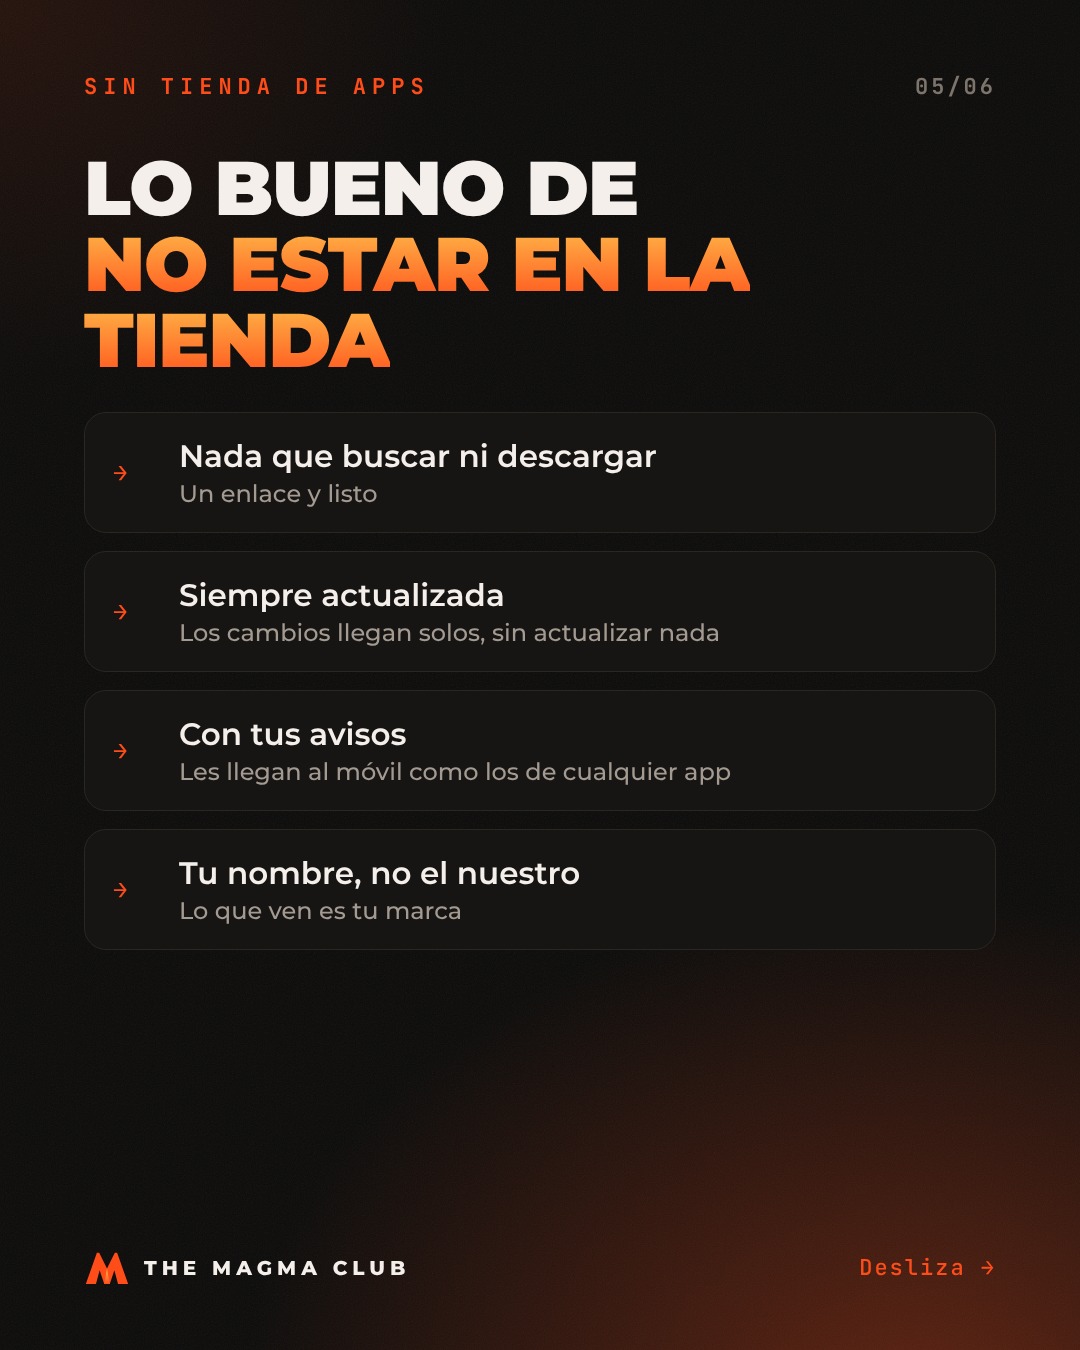 SIN TIENDA DE APPS
05/06
LO BUENO DE
NO ESTAR EN LA
TIENDA
→ Nada que buscar ni descargar
Un enlace y listo
→ Siempre actualizada
Los cambios llegan solos, sin actualizar nada
→ Con tus avisos
Les llegan al móvil como los de cualquier app
→ Tu nombre, no el nuestro
Lo que ven es tu marca
THE MAGMA CLUB
Desliza →